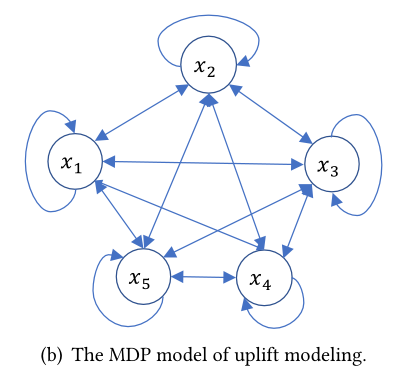 x₂
x₁
x₃
x₅
x₄
(b) The MDP model of uplift modeling.